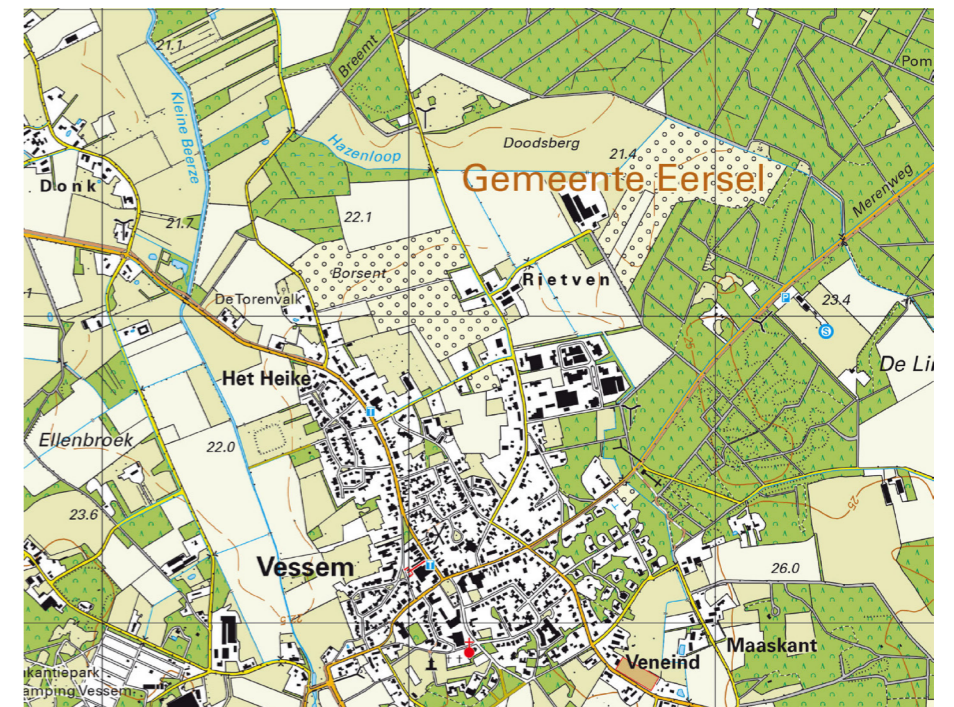 21.1
Breemt
Pom
Kleine Beerze
Hazenloop
Doodsberg
21.4
Donk
Gemeente Eersel
Merenweg
22.1
21.7
Borsent
Rietven
De Torenvalk
P
23.4
S
25
Het Heike
De Li
T
Ellenbroek
22.0
23.6
25
Vessem
T
26.0
Maaskant
Veneind
kantiepark
amping Vessem